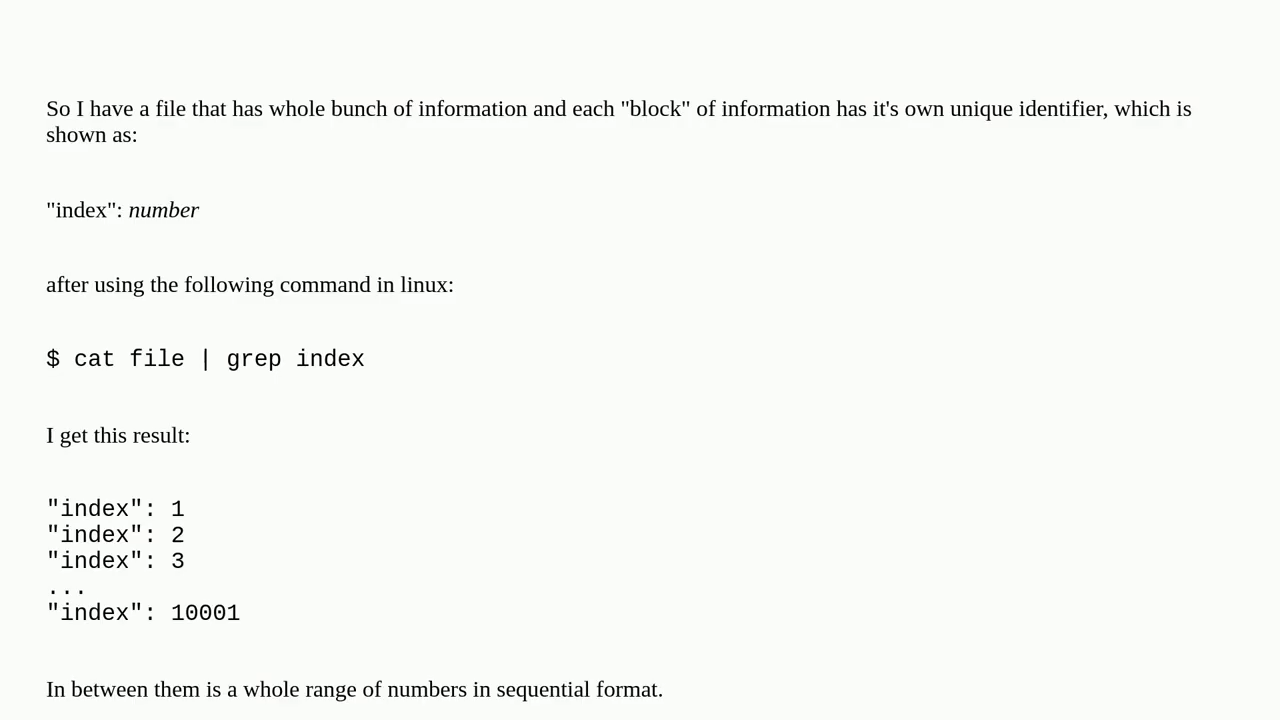 So I have a file that has whole bunch of information and each "block" of information has it's own unique identifier, which is
shown as:
"index": number
after using the following command in linux:
$ cat file | grep index
I get this result:
"index": 1
"index": 2
"index": 3
...
"index": 10001
In between them is a whole range of numbers in sequential format.